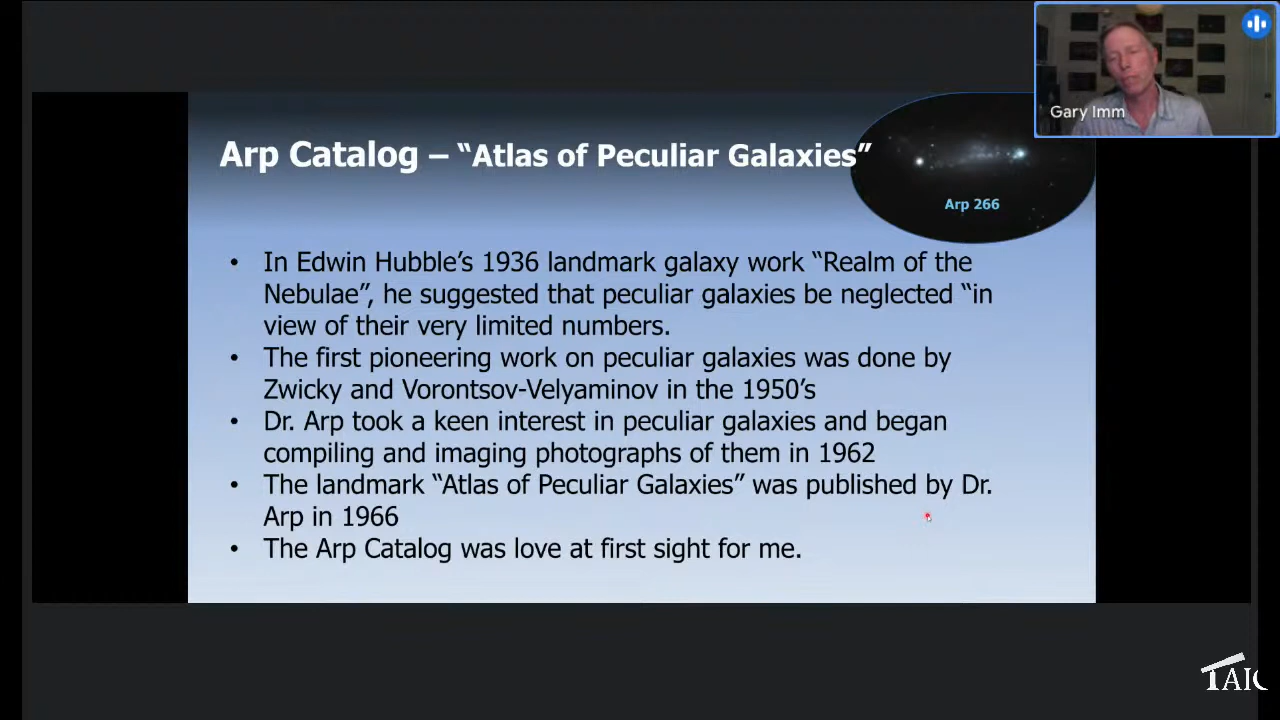 Gary Imm
Arp Catalog – “Atlas of Peculiar Galaxies”
Arp 266
• In Edwin Hubble’s 1936 landmark galaxy work “Realm of the
Nebulae”, he suggested that peculiar galaxies be neglected “in
view of their very limited numbers.
• The first pioneering work on peculiar galaxies was done by
Zwicky and Vorontsov-Velyaminov in the 1950’s
• Dr. Arp took a keen interest in peculiar galaxies and began
compiling and imaging photographs of them in 1962
• The landmark “Atlas of Peculiar Galaxies” was published by Dr.
Arp in 1966
• The Arp Catalog was love at first sight for me.
TAIC